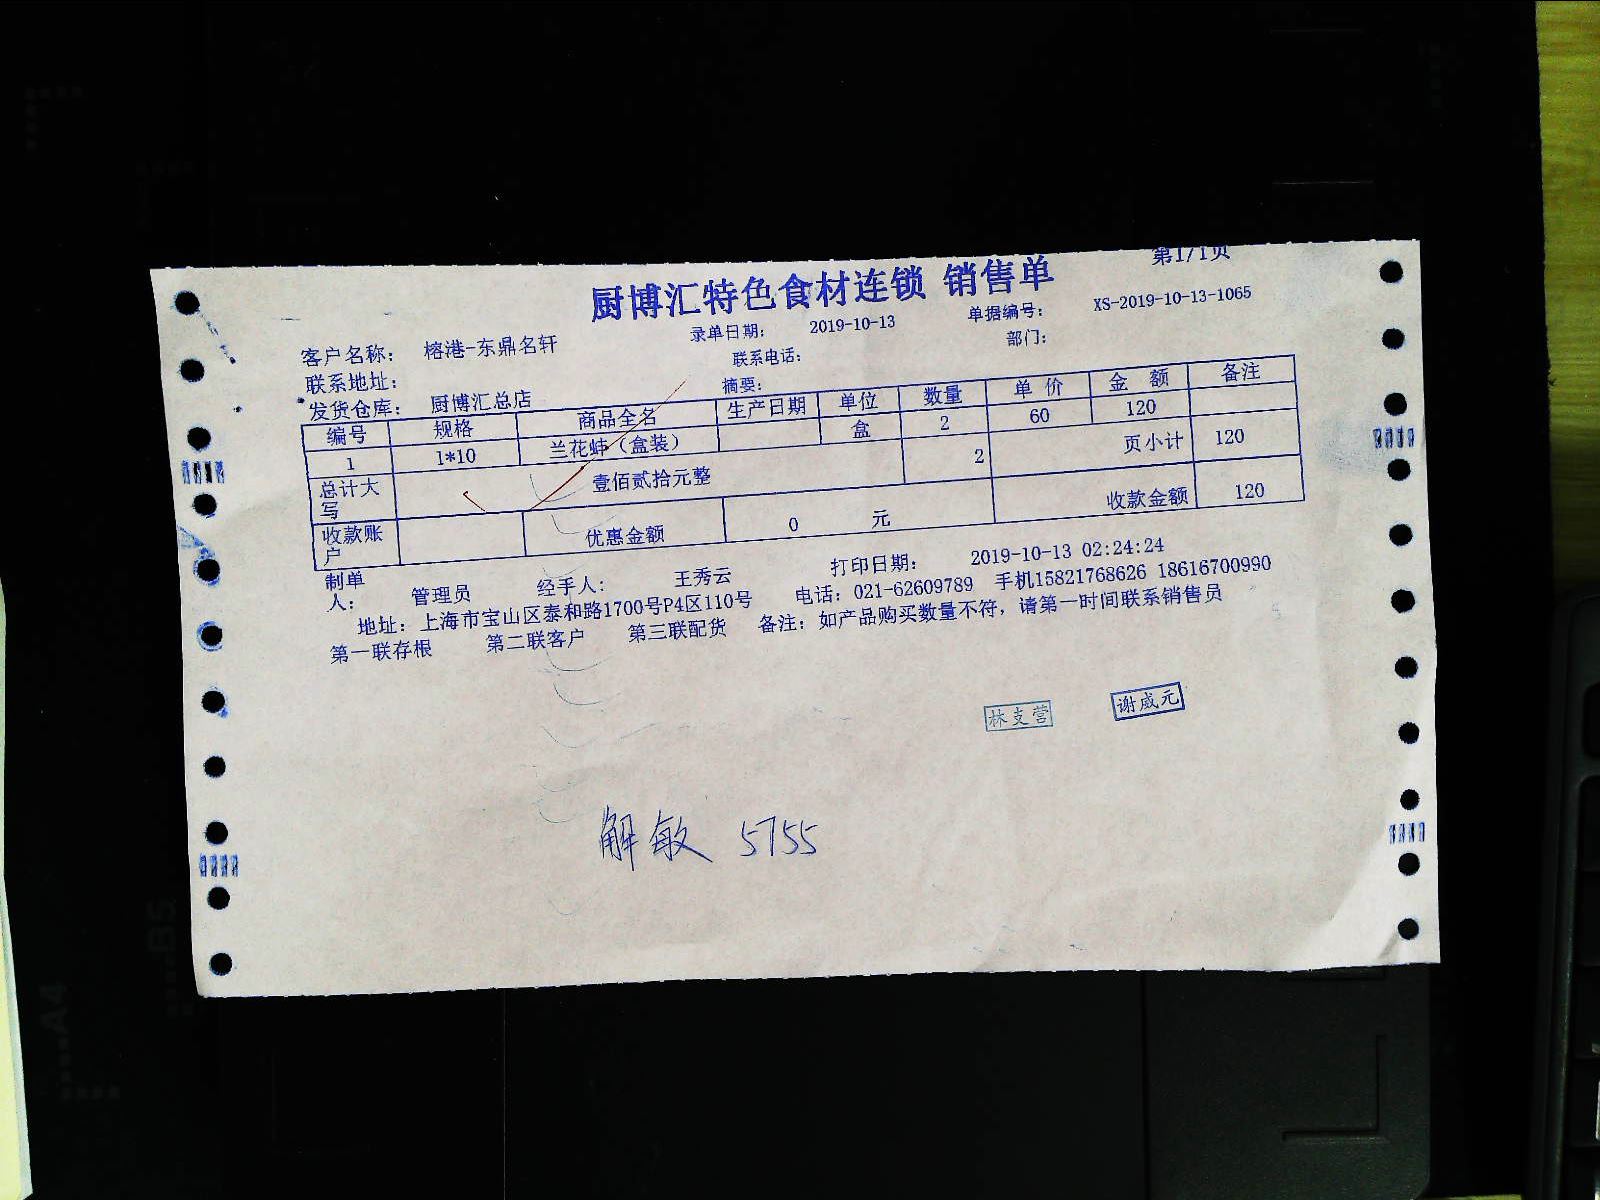 第1/1页
厨博汇特色食材连锁 销售单
录单日期： 2019-10-13 单据编号： XS-2019-10-13-1065
客户名称： 榕港-东鼎名轩 联系电话： 部门：
联系地址： 摘要：
发货仓库： 厨博汇总店
编号 规格 商品全名 生产日期 单位 数量 单 价 金 额 备注
1 1*10 兰花蚌（盒装） 盒 2 60 120
总计大写 壹佰贰拾元整 2 页小计 120
收款账户 优惠金额 0 元 收款金额 120
制单人： 管理员 经手人： 王秀云 打印日期： 2019-10-13 02:24:24
地址：上海市宝山区泰和路1700号P4区110号 电话：021-62609789 手机15821768626 18616700990
第一联存根 第二联客户 第三联配货 备注：如产品购买数量不符，请第一时间联系销售员
林支营 谢威元
解敏 5755
B5
A4